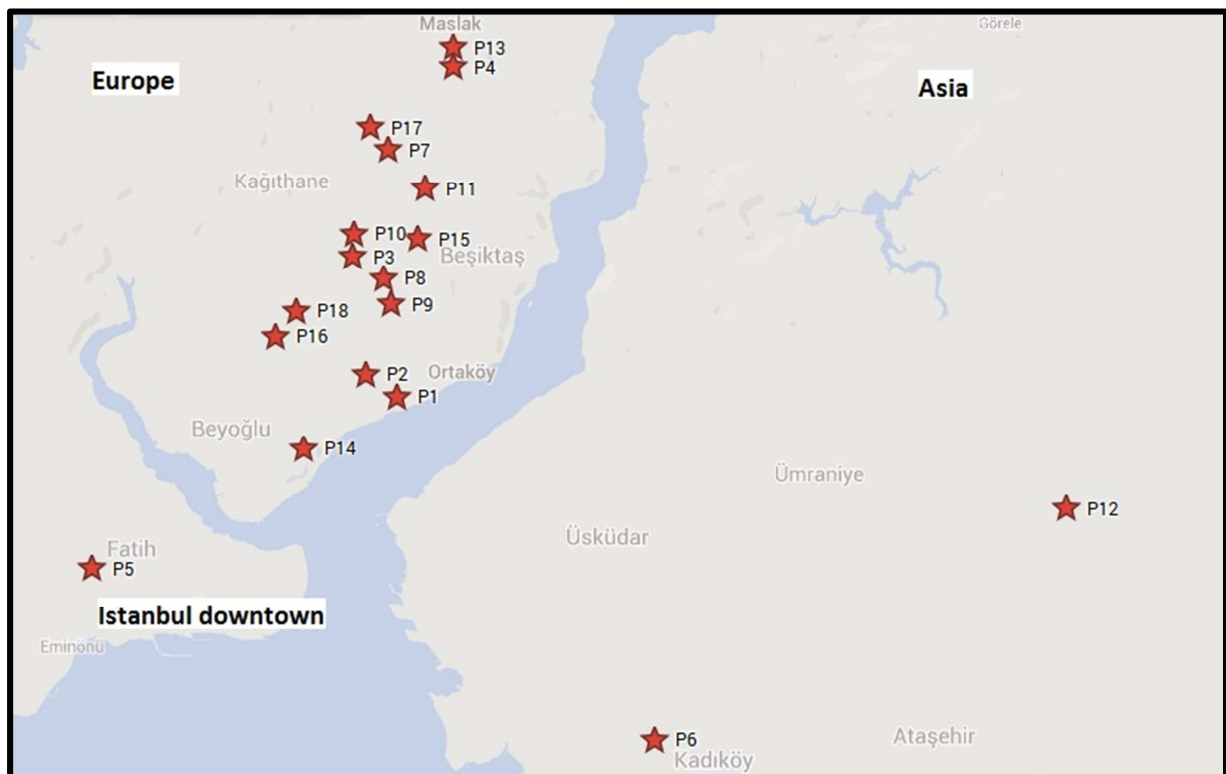 Maslak
Görele
P13
P4
Europe
Asia
P17
P7
Kağıthane
P11
P10
P15
P3
Beşiktaş
P8
P9
P18
P16
P2
Ortaköy
P1
Beyoğlu
P14
Ümraniye
P12
Üsküdar
Fatih
P5
Istanbul downtown
Eminönü
P6
Ataşehir
Kadıköy